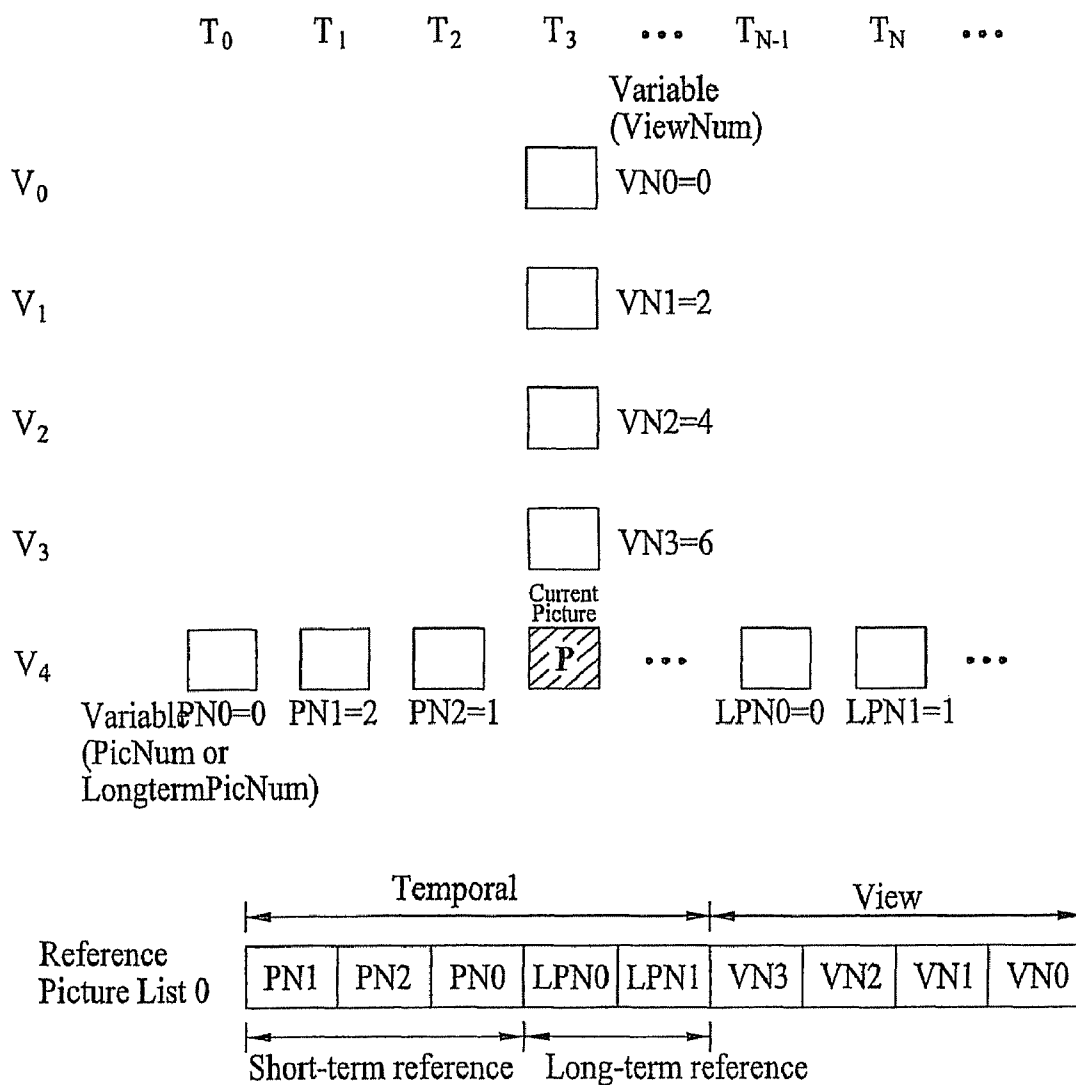 T0 T1 T2 T3 ••• TN-1 TN •••
Variable
(ViewNum)
V0 VN0=0
V1 VN1=2
V2 VN2=4
V3 VN3=6
Current
Picture
V4 P ••• •••
PN0=0 PN1=2 PN2=1 LPN0=0 LPN1=1
Variable
(PicNum or
LongtermPicNum)
Temporal View
Reference
Picture List 0
PN1 PN2 PN0 LPN0 LPN1 VN3 VN2 VN1 VN0
Short-term reference Long-term reference